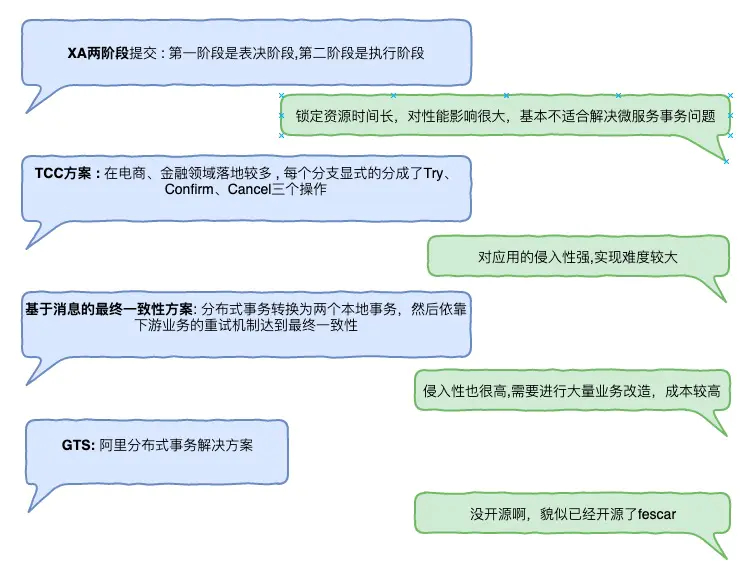 XA两阶段提交 : 第一阶段是表决阶段,第二阶段是执行阶段
锁定资源时间长，对性能影响很大，基本不适合解决微服务事务问题
TCC方案 : 在电商、金融领域落地较多 , 每个分支显式的分成了Try、
Confirm、Cancel三个操作
对应用的侵入性强,实现难度较大
基于消息的最终一致性方案: 分布式事务转换为两个本地事务，然后依靠
下游业务的重试机制达到最终一致性
侵入性也很高,需要进行大量业务改造，成本较高
GTS: 阿里分布式事务解决方案
没开源啊，貌似已经开源了fescar